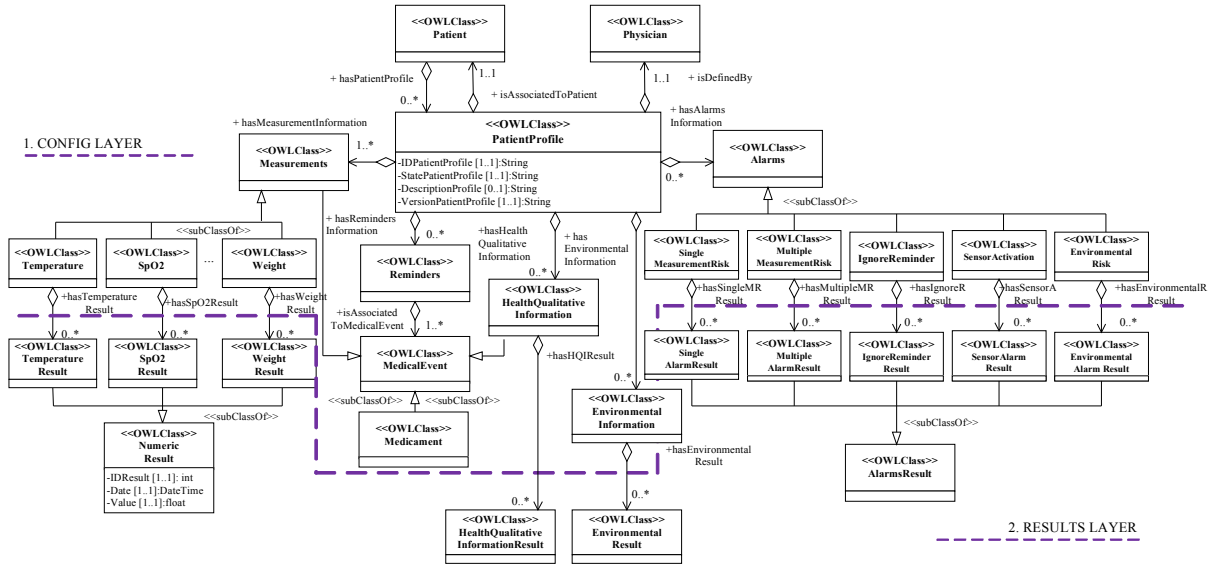 <<OWLClass>>
Patient
<<OWLClass>>
Physician
+ hasPatientProfile
0..*
1..1
+ isAssociatedToPatient
1..1
+ isDefinedBy
+ hasMeasurementInformation
1. CONFIG LAYER
<<OWLClass>>
Measurements
1..*
<<OWLClass>>
PatientProfile
-IDPatientProfile [1..1]:String
-StatePatientProfile [1..1]:String
-DescriptionProfile [0..1]:String
-VersionPatientProfile [1..1]:String
+ hasAlarms
Information
0..*
<<OWLClass>>
Alarms
<<subClassOf>>
<<subClassOf>>
<<OWLClass>>
Temperature
<<OWLClass>>
SpO2
...
<<OWLClass>>
Weight
+ hasReminders
Information
0..*
<<OWLClass>>
Reminders
+hasHealth
Qualitative
Information
0..*
<<OWLClass>>
HealthQualitative
Information
+ has
Environmental
Information
0..*
<<OWLClass>>
Single
MeasurementRisk
<<OWLClass>>
Multiple
MeasurementRisk
<<OWLClass>>
IgnoreReminder
<<OWLClass>>
SensorActivation
<<OWLClass>>
Environmental
Risk
+hasTemperature
Result
0..*
+hasSpO2Result
0..*
+hasWeight
Result
0..*
+isAssociated
ToMedicalEvent
1..*
+hasSingleMR
Result
0..*
+hasMultipleMR
Result
0..*
+hasIgnoreR
Result
0..*
+hasSensorA
Result
0..*
+hasEnvironmentalR
Result
0..*
<<OWLClass>>
Temperature
Result
<<OWLClass>>
SpO2
Result
<<OWLClass>>
Weight
Result
<<OWLClass>>
MedicalEvent
+hasHQIResult
<<OWLClass>>
Single
AlarmResult
<<OWLClass>>
Multiple
AlarmResult
<<OWLClass>>
IgnoreReminder
Result
<<OWLClass>>
SensorAlarm
Result
<<OWLClass>>
Environmental
Alarm Result
<<subClassOf>>
<<subClassOf>>
<<subClassOf>>
<<subClassOf>>
<<OWLClass>>
Numeric
Result
-IDResult [1..1]: int
-Date [1..1]:DateTime
-Value [1..1]:float
<<OWLClass>>
Medicament
<<OWLClass>>
Environmental
Information
+hasEnvironmental
Result
<<OWLClass>>
AlarmsResult
0..*
0..*
<<OWLClass>>
HealthQualitative
InformationResult
<<OWLClass>>
Environmental
Result
2. RESULTS LAYER